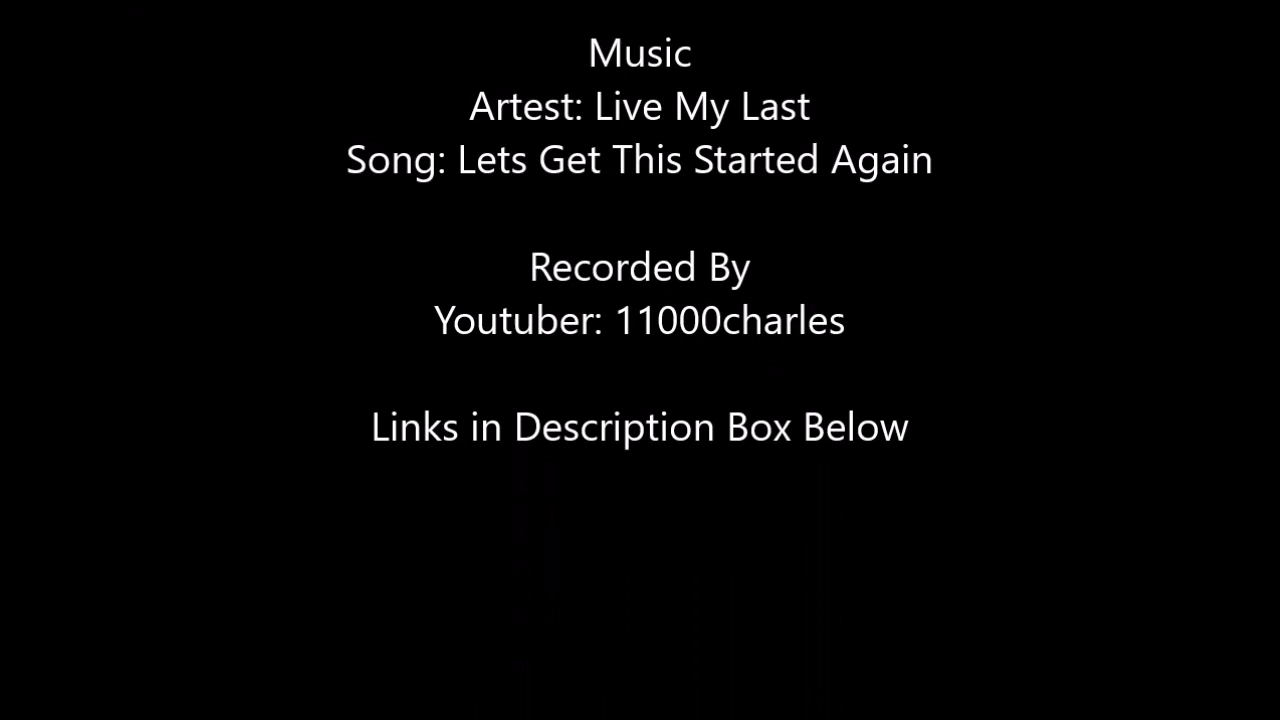 Music
Artest: Live My Last
Song: Lets Get This Started Again
Recorded By
Youtuber: 11000charles
Links in Description Box Below